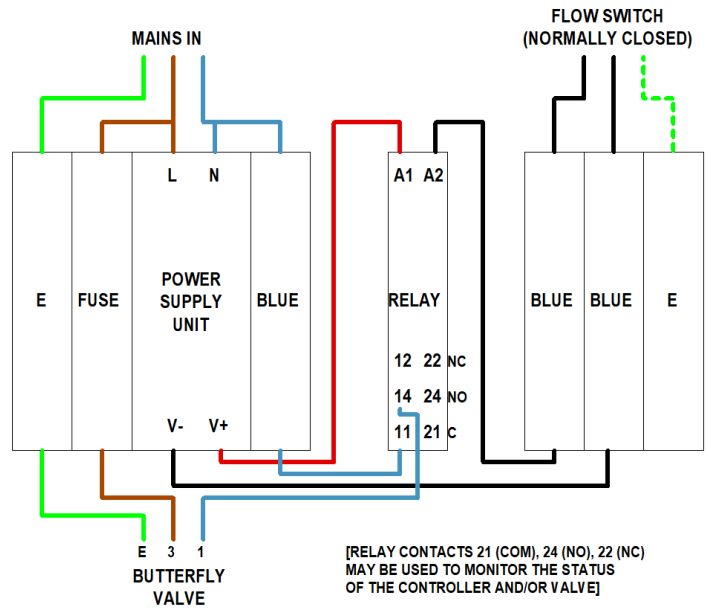 MAINS IN
FLOW SWITCH
(NORMALLY CLOSED)
L N
A1 A2
E
FUSE
POWER
SUPPLY
UNIT
BLUE
RELAY
BLUE
BLUE
E
12 22 NC
14 24 NO
11 21 C
V- V+
E 3 1
BUTTERFLY
VALVE
[RELAY CONTACTS 21 (COM), 24 (NO), 22 (NC)
MAY BE USED TO MONITOR THE STATUS
OF THE CONTROLLER AND/OR VALVE]